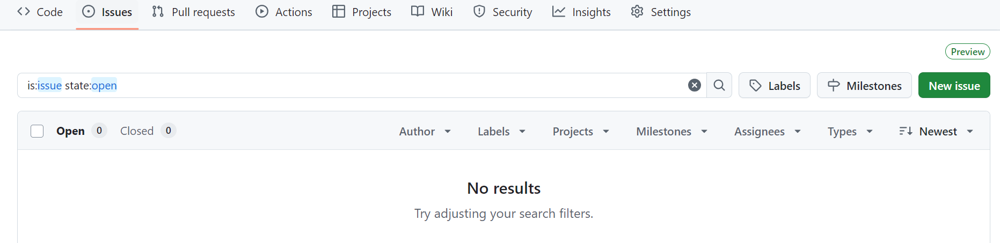 Code Issues Pull requests Actions Projects Wiki Security Insights Settings
Preview
is:issue state:open Labels Milestones New issue
Open 0 Closed 0 Author Labels Projects Milestones Assignees Types Newest
No results
Try adjusting your search filters.